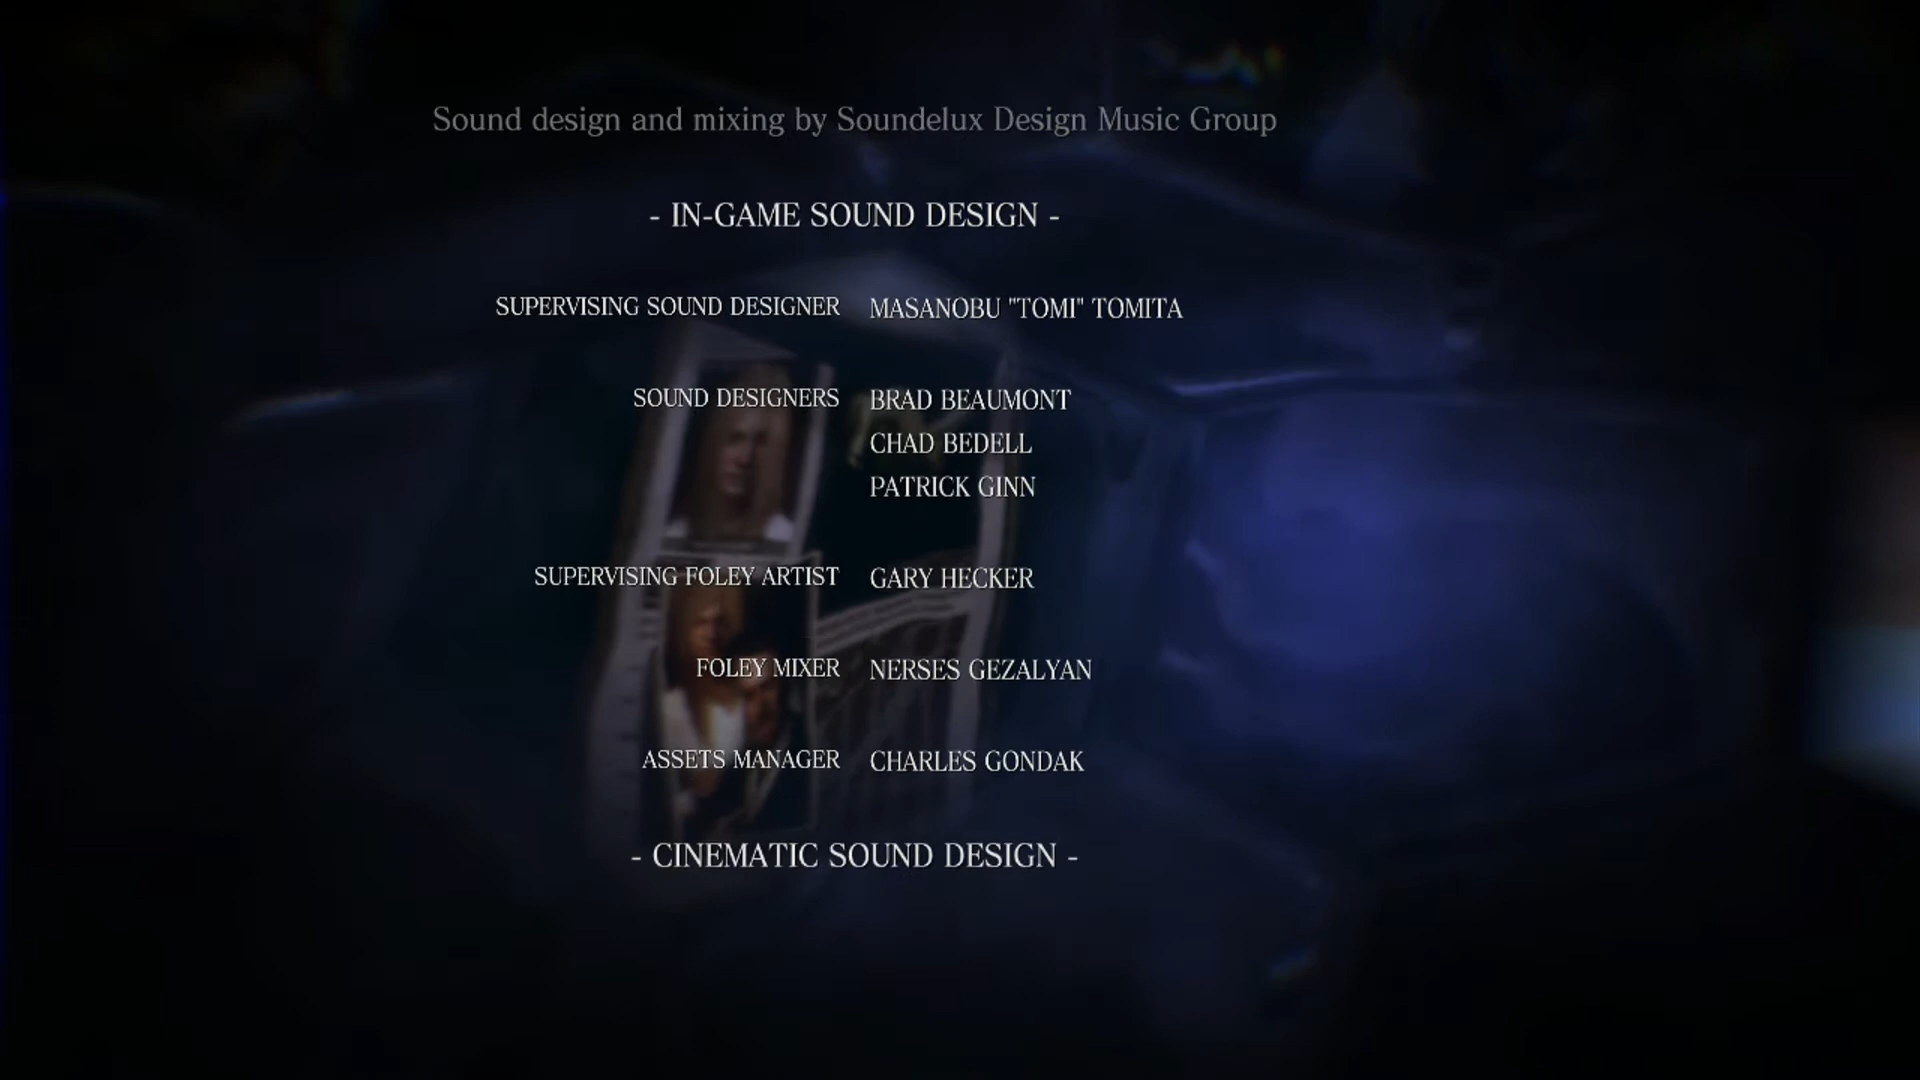 Sound design and mixing by Soundelux Design Music Group
- IN-GAME SOUND DESIGN -
SUPERVISING SOUND DESIGNER MASANOBU "TOMI" TOMITA
SOUND DESIGNERS BRAD BEAUMONT
CHAD BEDELL
PATRICK GINN
SUPERVISING FOLEY ARTIST GARY HECKER
FOLEY MIXER NERSES GEZALYAN
ASSETS MANAGER CHARLES GONDAK
- CINEMATIC SOUND DESIGN -